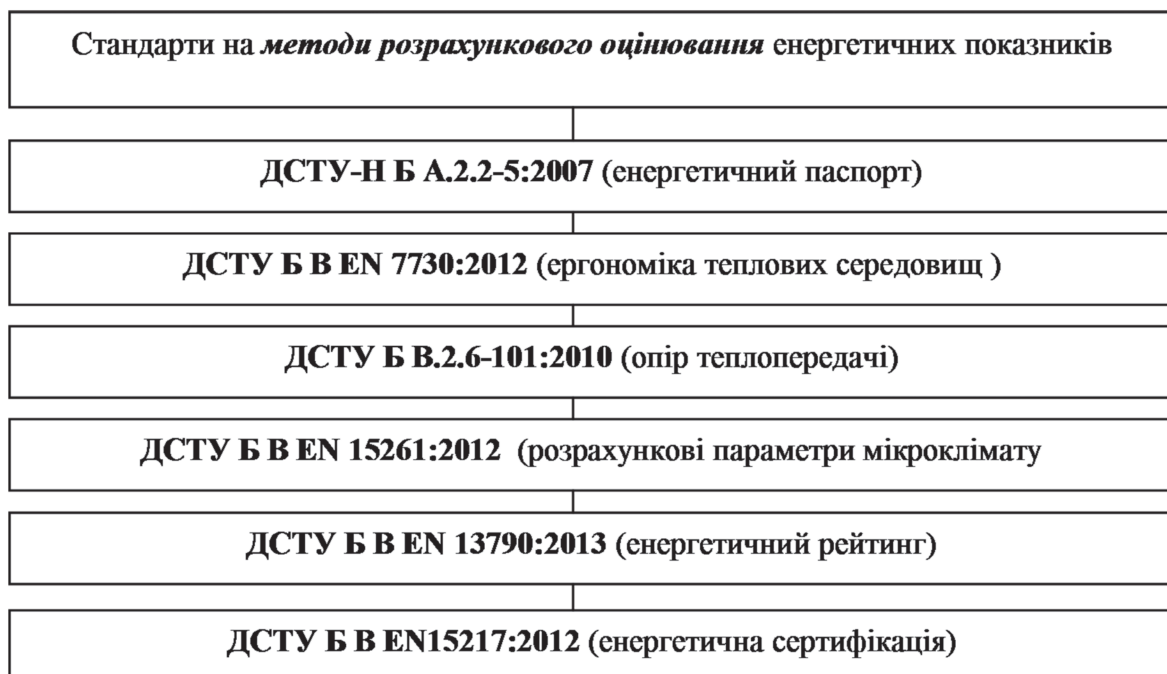 Стандарти на методи розрахункового оцінювання енергетичних показників
ДСТУ-Н Б А.2.2-5:2007 (енергетичний паспорт)
ДСТУ Б В EN 7730:2012 (ергономіка теплових середовищ )
ДСТУ Б В.2.6-101:2010 (опір теплопередачі)
ДСТУ Б В EN 15261:2012 (розрахункові параметри мікроклімату
ДСТУ Б В EN 13790:2013 (енергетичний рейтинг)
ДСТУ Б В EN15217:2012 (енергетична сертифікація)